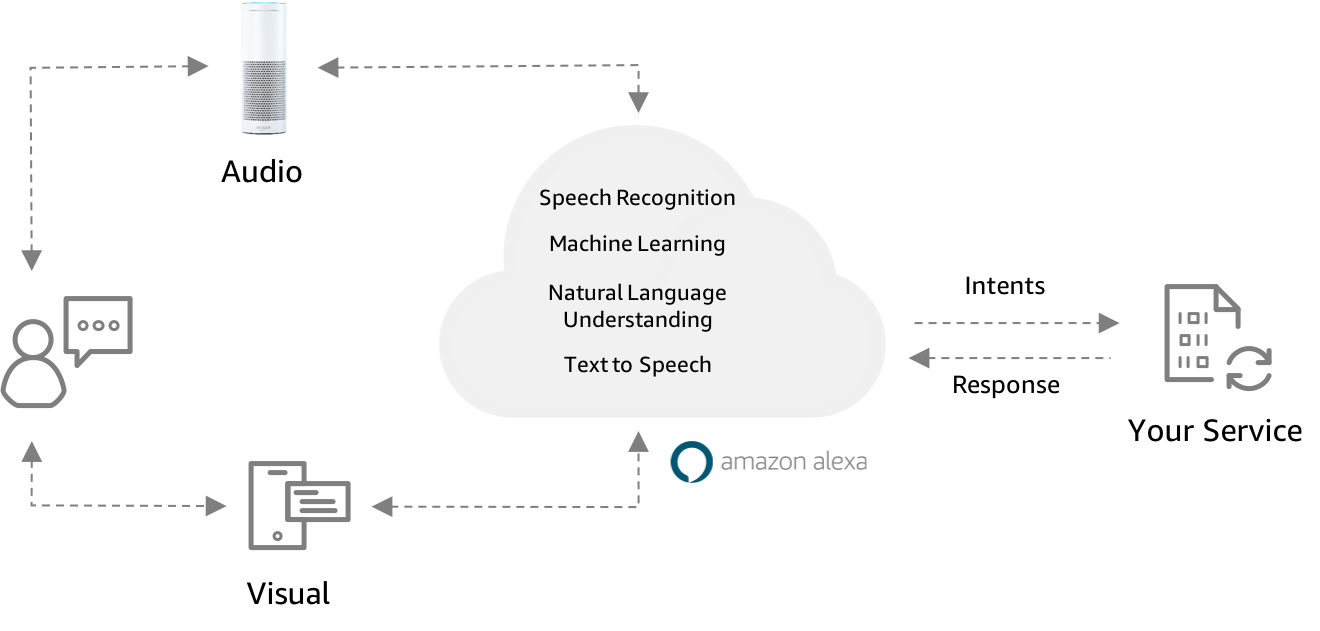 Audio
Speech Recognition
Machine Learning
Natural Language
Understanding
Text to Speech
Intents
Response
Your Service
amazon alexa
Visual